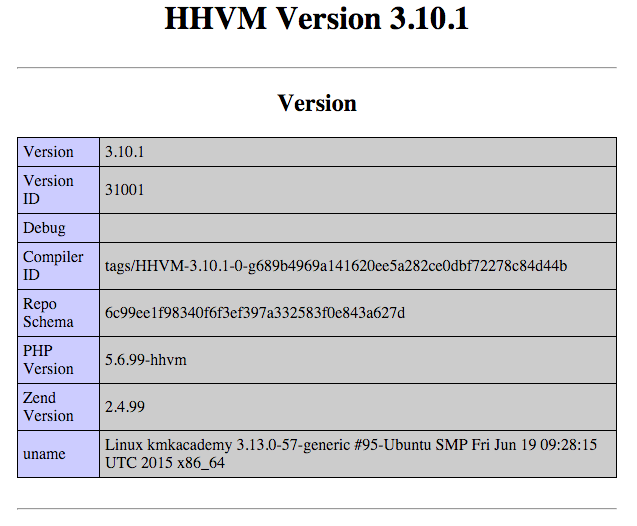 HHVM Version 3.10.1
Version
Version 3.10.1
Version
ID
31001
Debug
Compiler
ID
tags/HHVM-3.10.1-0-g689b4969a141620ee5a282ce0dbf72278c84d44b
Repo
Schema
6c99ee1f98340f6f3ef397a332583f0e843a627d
PHP
Version
5.6.99-hhvm
Zend
Version
2.4.99
uname
Linux kmkacademy 3.13.0-57-generic #95-Ubuntu SMP Fri Jun 19 09:28:15
UTC 2015 x86_64